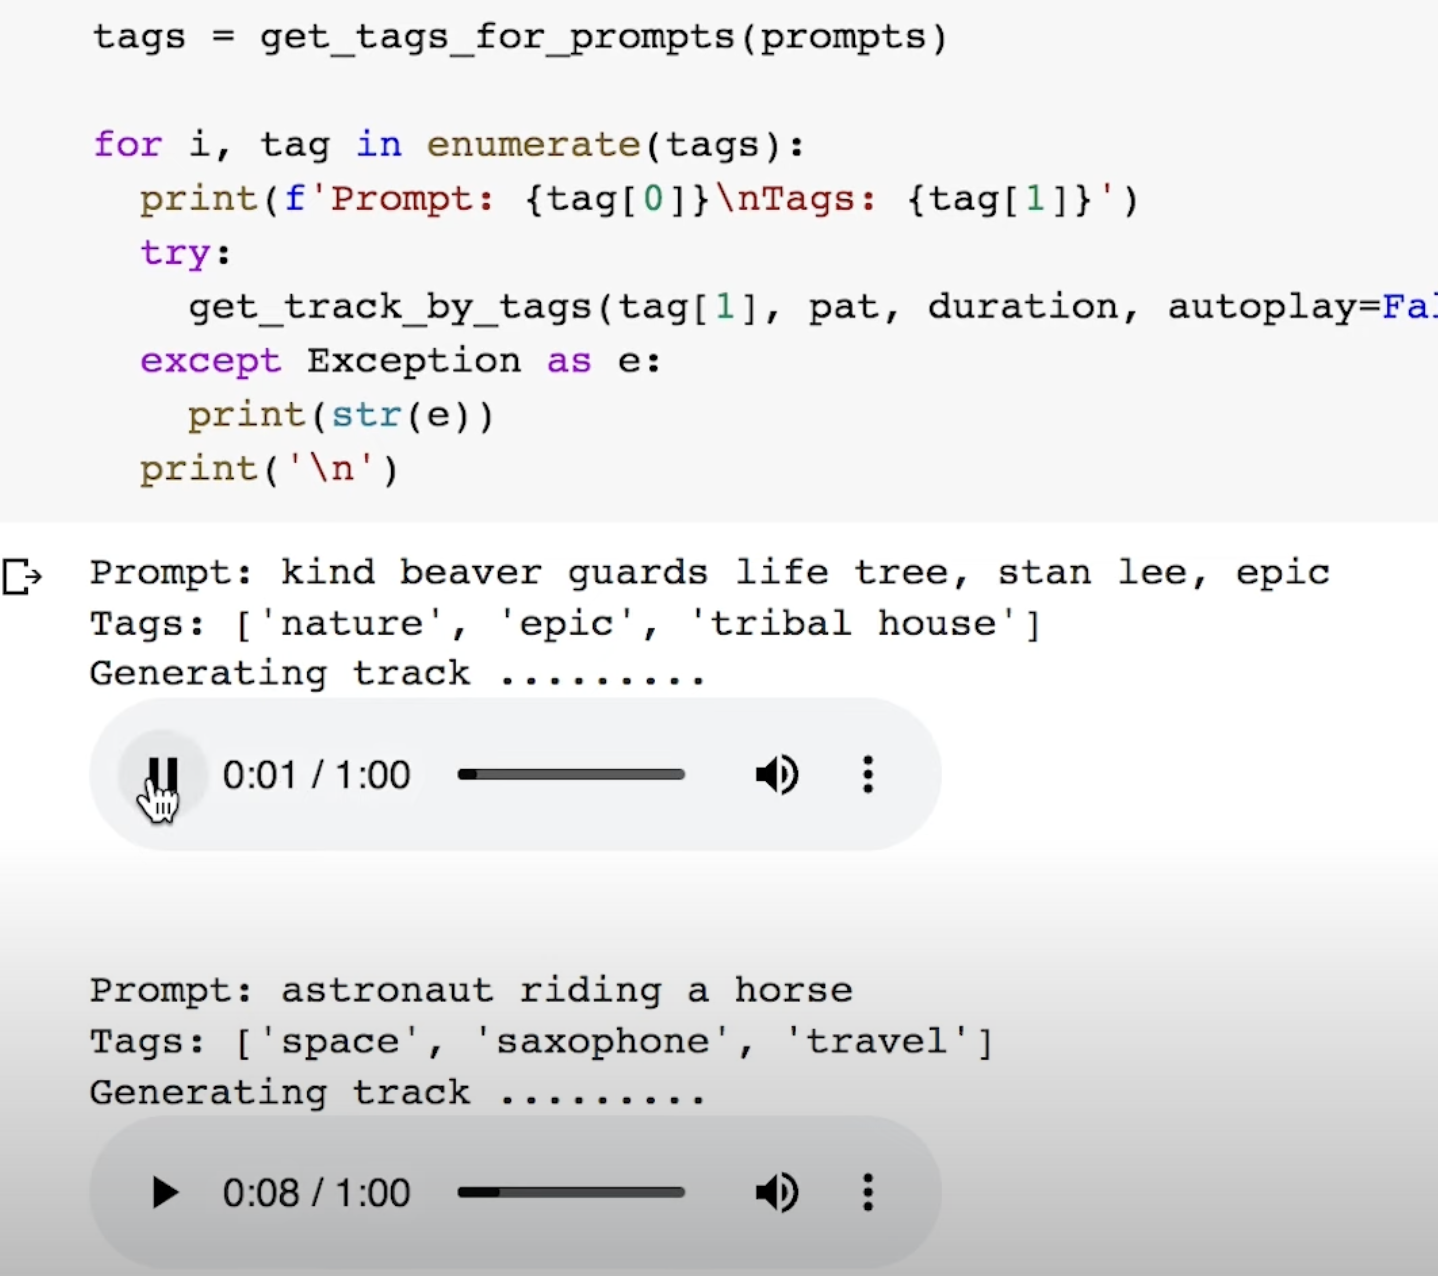 tags = get_tags_for_prompts(prompts)
for i, tag in enumerate(tags):
print(f'Prompt: {tag[0]}\nTags: {tag[1]}')
try:
get_track_by_tags(tag[1], pat, duration, autoplay=Fal
except Exception as e:
print(str(e))
print('\n')
Prompt: kind beaver guards life tree, stan lee, epic
Tags: ['nature', 'epic', 'tribal house']
Generating track .........
0:01 / 1:00
Prompt: astronaut riding a horse
Tags: ['space', 'saxophone', 'travel']
Generating track .........
0:08 / 1:00